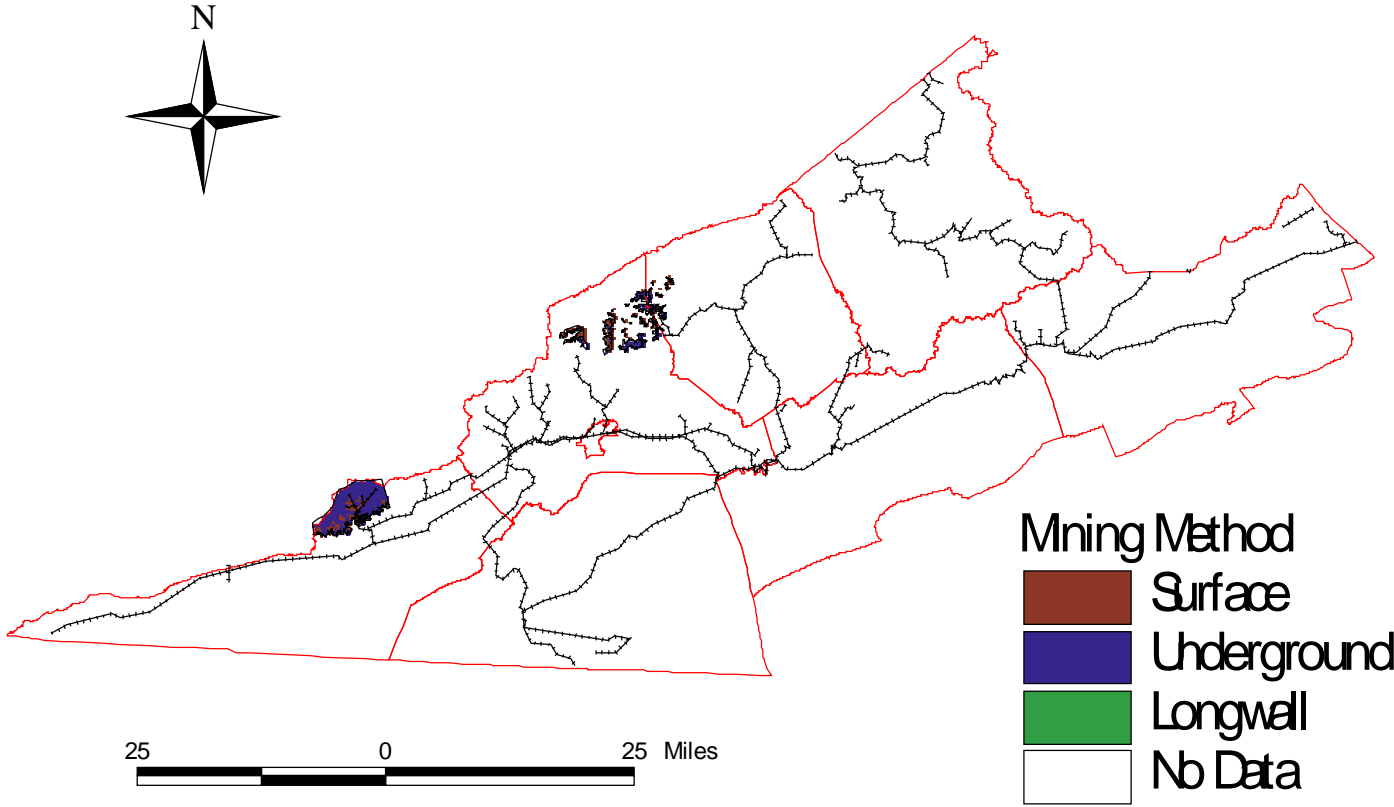 N
Mining Method
Surface
Underground
Longwall
No Data
25 0 25 Miles